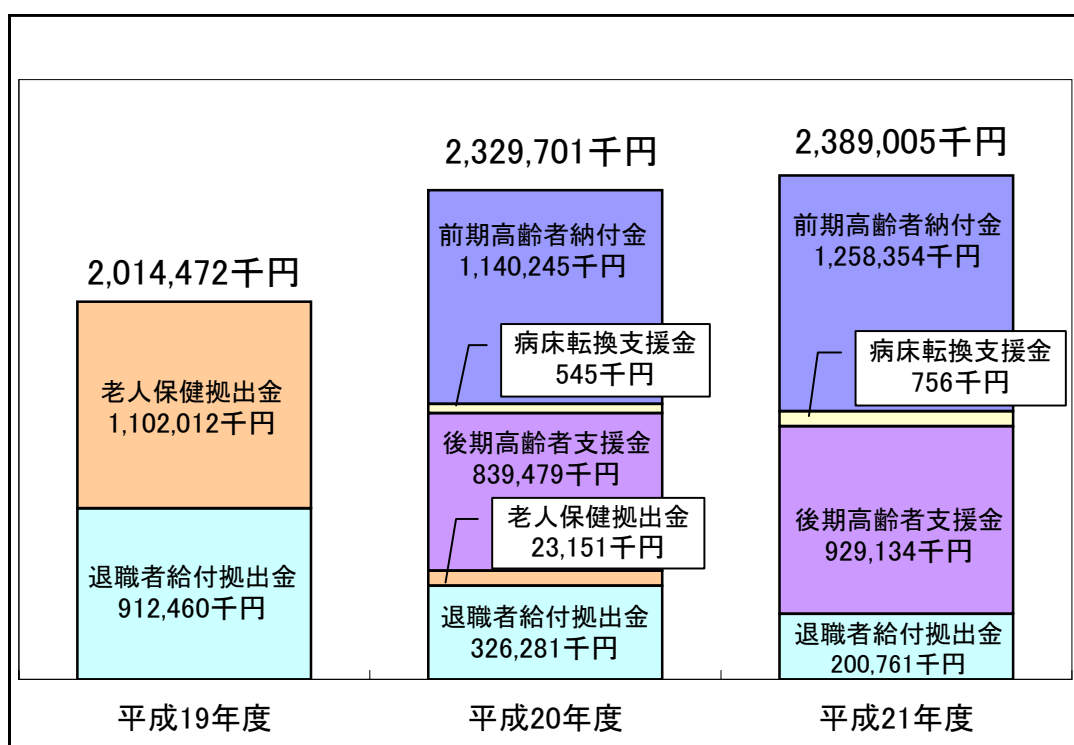 2,014,472千円
老人保健拠出金
1,102,012千円
退職者給付拠出金
912,460千円
平成19年度
2,329,701千円
前期高齢者納付金
1,140,245千円
病床転換支援金
545千円
後期高齢者支援金
839,479千円
老人保健拠出金
23,151千円
退職者給付拠出金
326,281千円
平成20年度
2,389,005千円
前期高齢者納付金
1,258,354千円
病床転換支援金
756千円
後期高齢者支援金
929,134千円
退職者給付拠出金
200,761千円
平成21年度